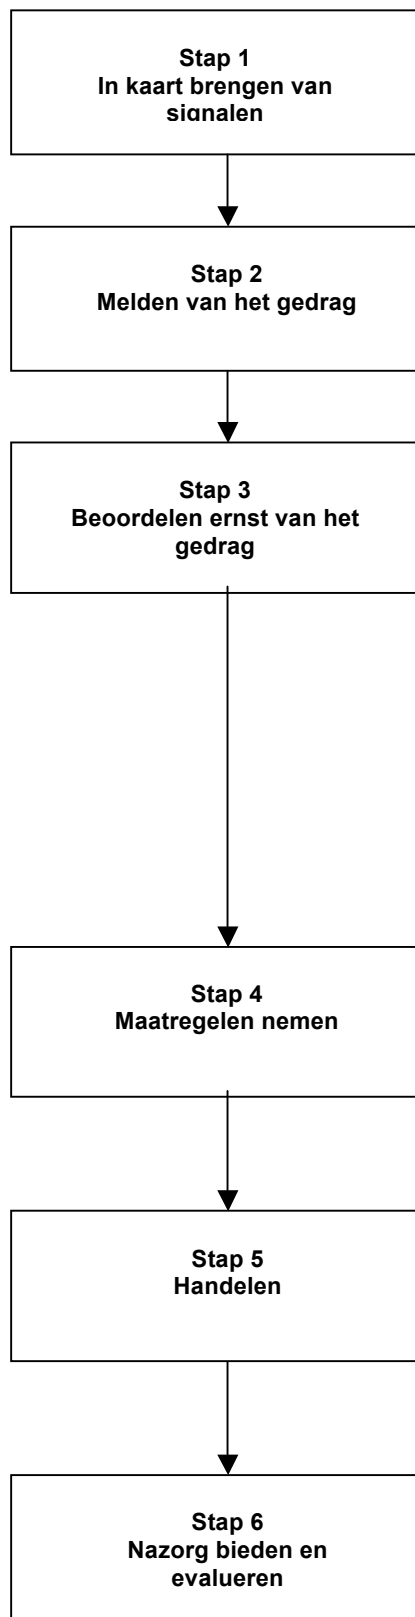 Stap 1
In kaart brengen van
signalen
Stap 2
Melden van het gedrag
Stap 3
Beoordelen ernst van het
gedrag
Stap 4
Maatregelen nemen
Stap 5
Handelen
Stap 6
Nazorg bieden en
evalueren